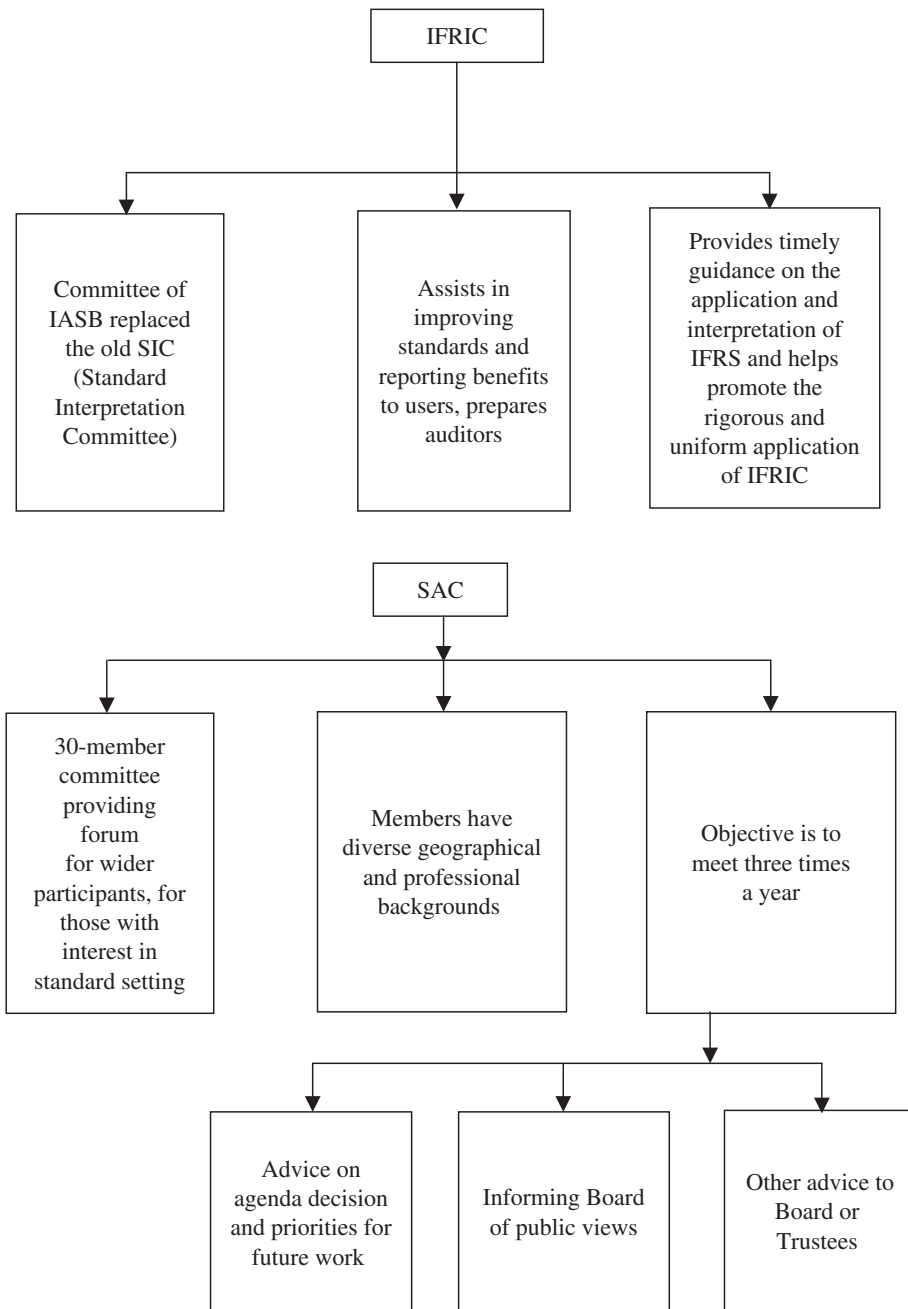 IFRIC
Committee of
IASB replaced
the old SIC
(Standard
Interpretation
Committee)
Assists in
improving
standards and
reporting benefits
to users, prepares
auditors
Provides timely
guidance on the
application and
interpretation of
IFRS and helps
promote the
rigorous and
uniform application
of IFRIC
SAC
30-member
committee
providing
forum
for wider
participants, for
those with
interest in
standard setting
Members have
diverse geographical
and professional
backgrounds
Objective is to
meet three times
a year
Advice on
agenda decision
and priorities for
future work
Informing Board
of public views
Other advice to
Board or
Trustees